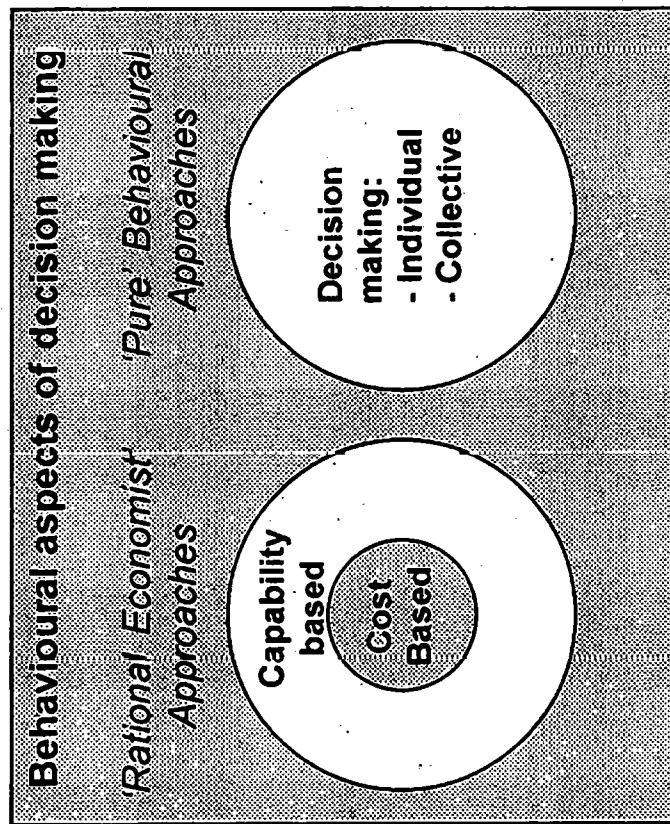 Behavioural aspects of decision making
'Rational Economist'
Approaches
Capability
based
Cost
Based
'Pure' Behavioural
Approaches
Decision
making:
- Individual
- Collective